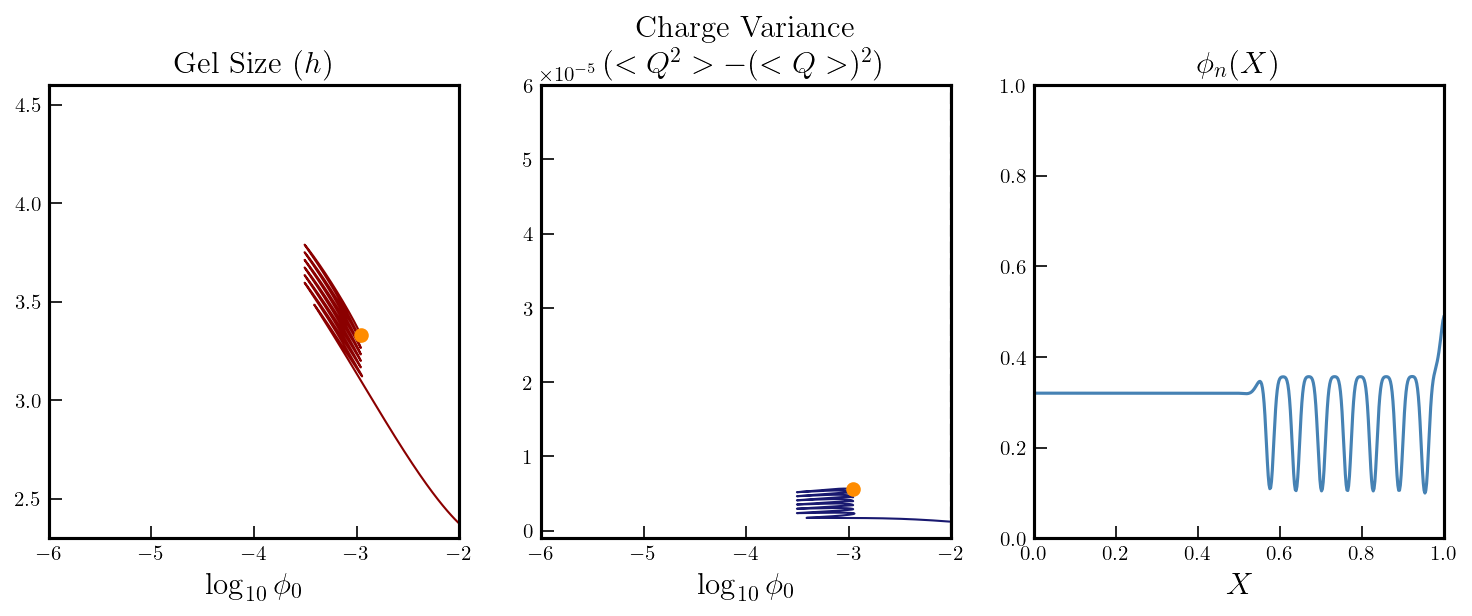 Gel Size (h)
4.5
4.0
3.5
3.0
2.5
−6 −5 −4 −3 −2
log₁₀ ϕ₀
Charge Variance
×10⁻⁵ (< Q² > −(< Q >)²)
6
5
4
3
2
1
0
−6 −5 −4 −3 −2
log₁₀ ϕ₀
ϕₙ(X)
1.0
0.8
0.6
0.4
0.2
0.0
0.0 0.2 0.4 0.6 0.8 1.0
X